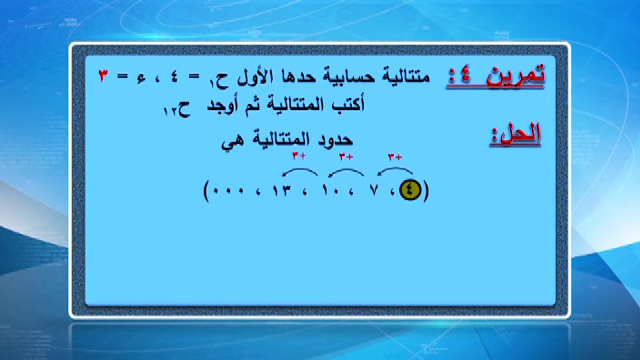 تمرين ٤: متتالية حسابية حدها الأول ح١ = ٤ ، ء = ٣
أكتب المتتالية ثم أوجد ح١٢
الحل:
حدود المتتالية هي
+٣ +٣ +٣
(٤ ، ٧ ، ١٠ ، ١٣ ، ٠٠٠)